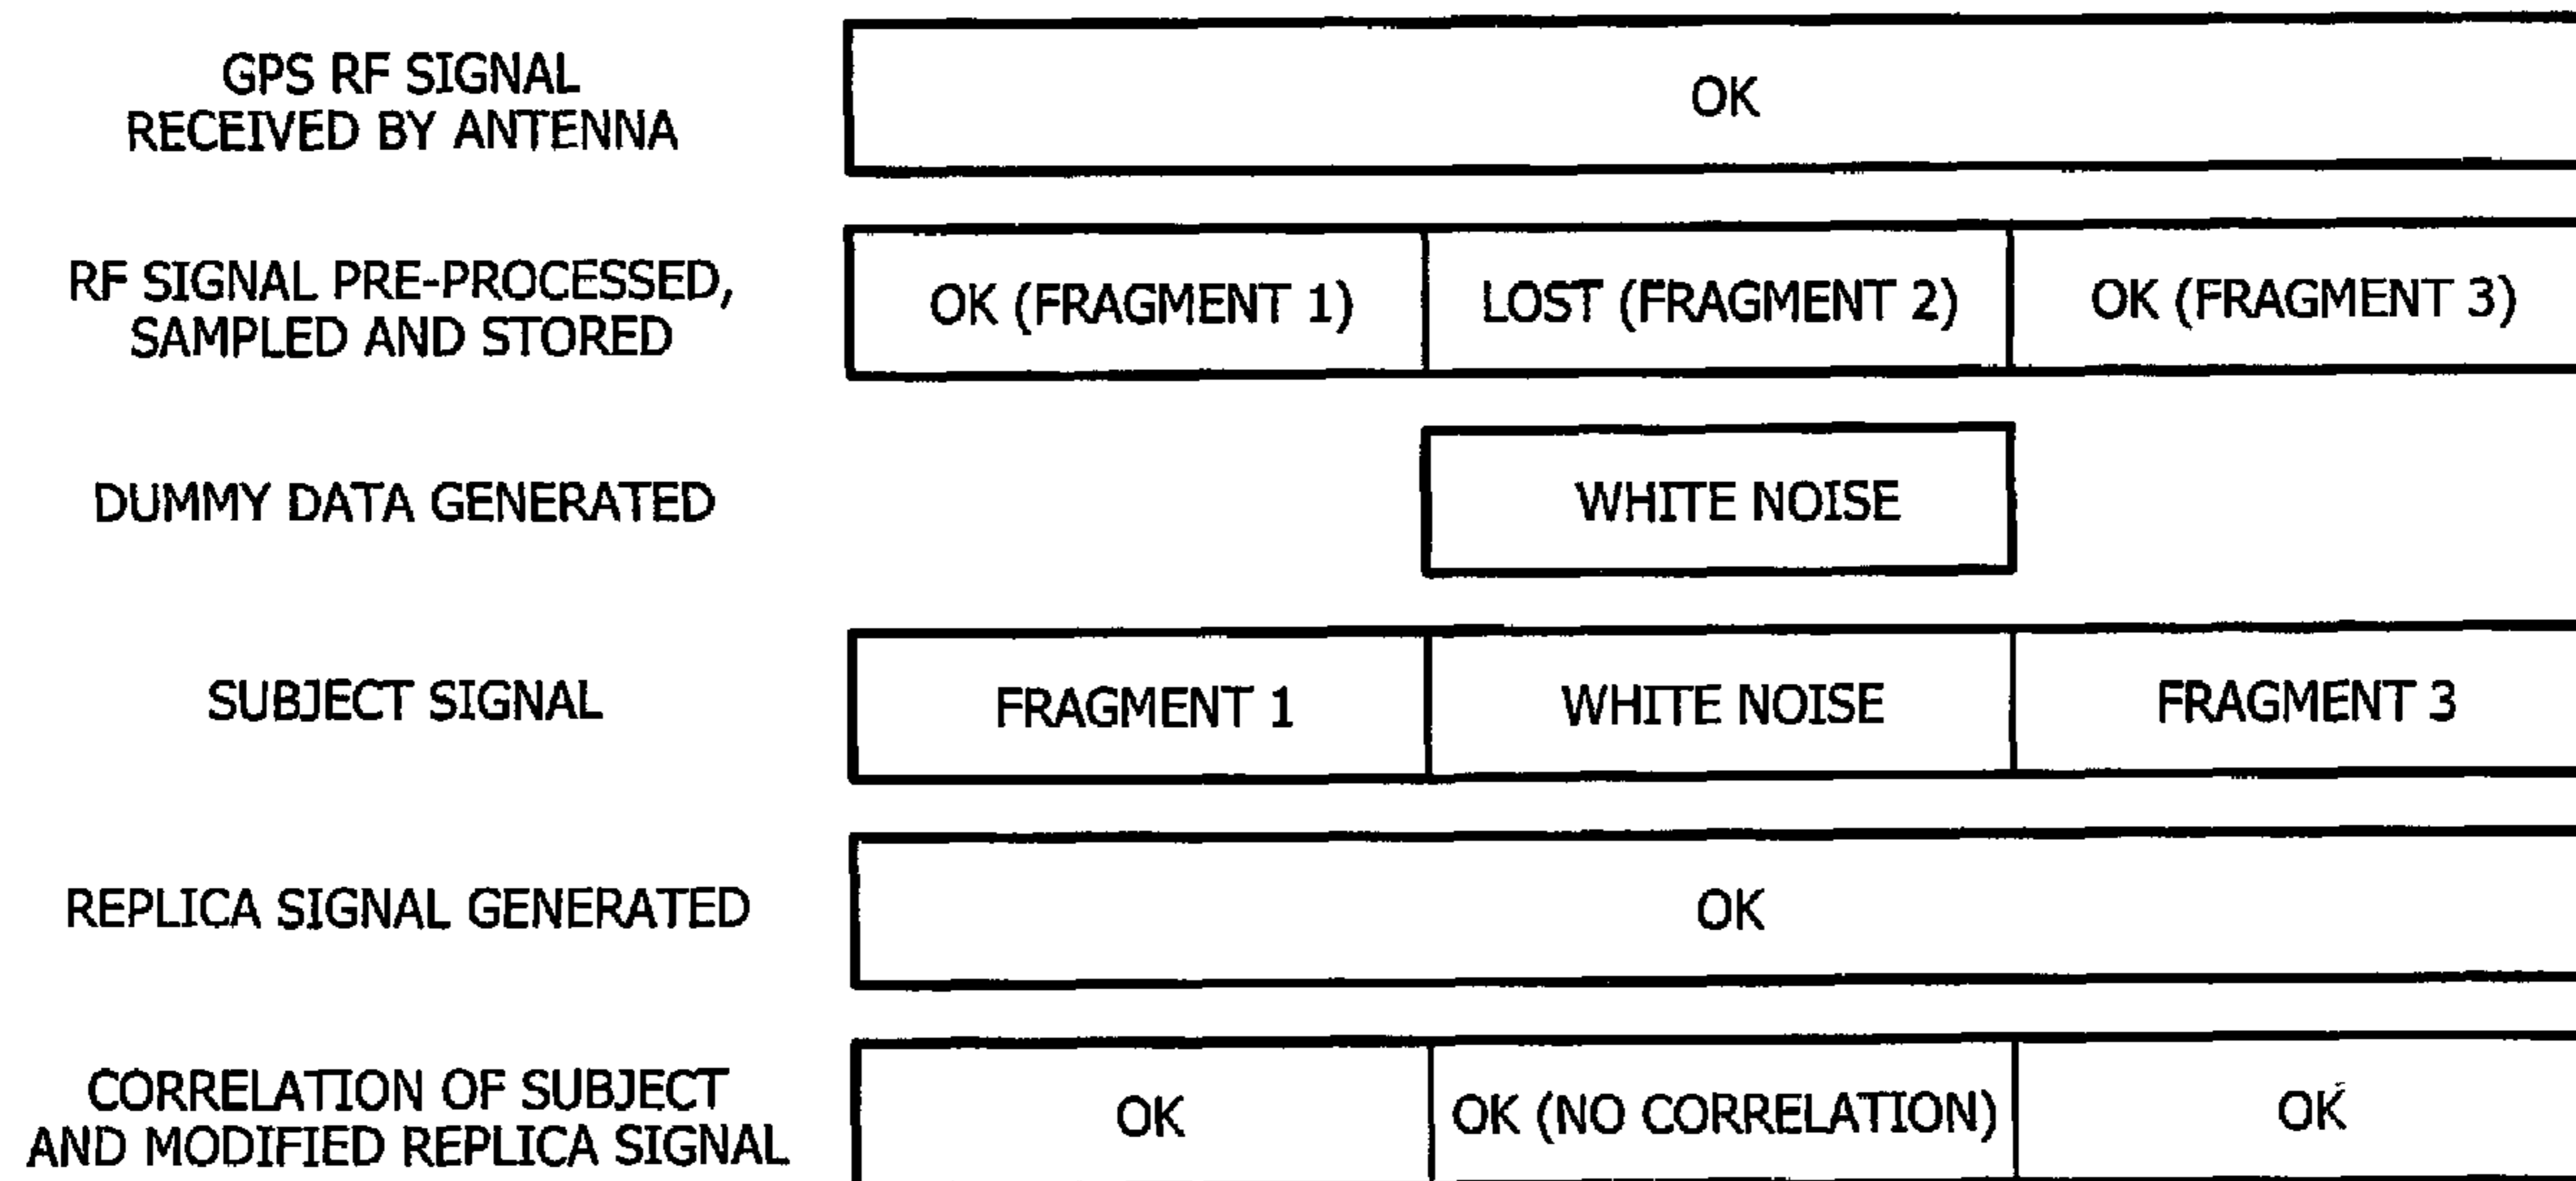 GPS RF SIGNAL
RECEIVED BY ANTENNA
OK
RF SIGNAL PRE-PROCESSED,
SAMPLED AND STORED
OK (FRAGMENT 1)
LOST (FRAGMENT 2)
OK (FRAGMENT 3)
DUMMY DATA GENERATED
WHITE NOISE
SUBJECT SIGNAL
FRAGMENT 1
WHITE NOISE
FRAGMENT 3
REPLICA SIGNAL GENERATED
OK
CORRELATION OF SUBJECT
AND MODIFIED REPLICA SIGNAL
OK
OK (NO CORRELATION)
OK